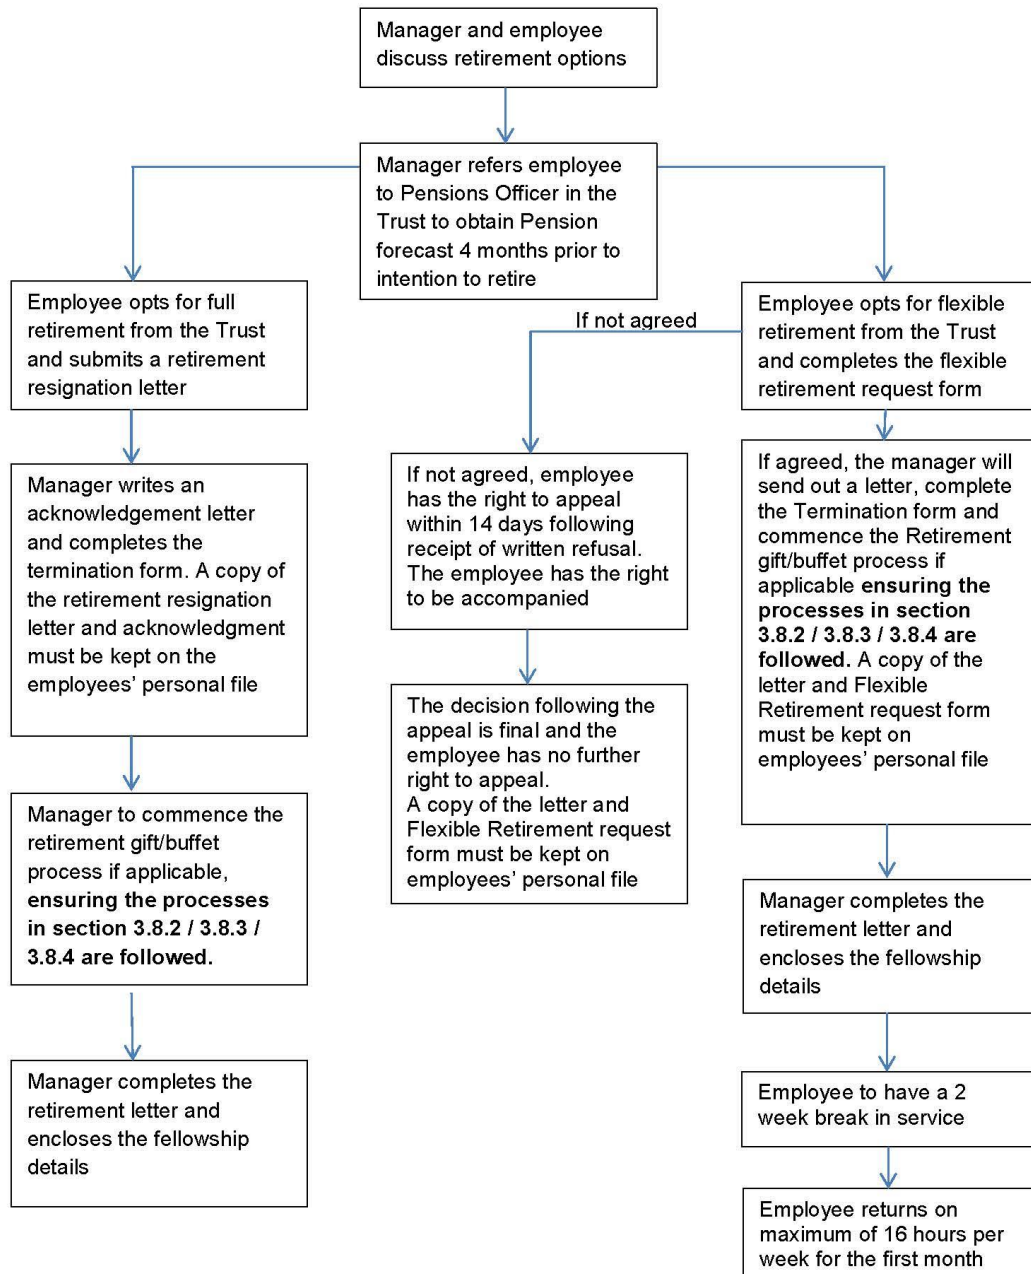 Manager and employee
discuss retirement options
Manager refers employee
to Pensions Officer in the
Trust to obtain Pension
forecast 4 months prior to
intention to retire
Employee opts for full
retirement from the Trust
and submits a retirement
resignation letter
Manager writes an
acknowledgement letter
and completes the
termination form. A copy of
the retirement resignation
letter and acknowledgment
must be kept on the
employees’ personal file
Manager to commence the
retirement gift/buffet
process if applicable,
ensuring the processes
in section 3.8.2 / 3.8.3 /
3.8.4 are followed.
Manager completes the
retirement letter and
encloses the fellowship
details
If not agreed
If not agreed, employee
has the right to appeal
within 14 days following
receipt of written refusal.
The employee has the right
to be accompanied
The decision following the
appeal is final and the
employee has no further
right to appeal.
A copy of the letter and
Flexible Retirement request
form must be kept on
employees’ personal file
Employee opts for flexible
retirement from the Trust
and completes the flexible
retirement request form
If agreed, the manager will
send out a letter, complete
the Termination form and
commence the Retirement
gift/buffet process if
applicable ensuring the
processes in section
3.8.2 / 3.8.3 / 3.8.4 are
followed. A copy of the
letter and Flexible
Retirement request form
must be kept on
employees’ personal file
Manager completes the
retirement letter and
encloses the fellowship
details
Employee to have a 2
week break in service
Employee returns on
maximum of 16 hours per
week for the first month